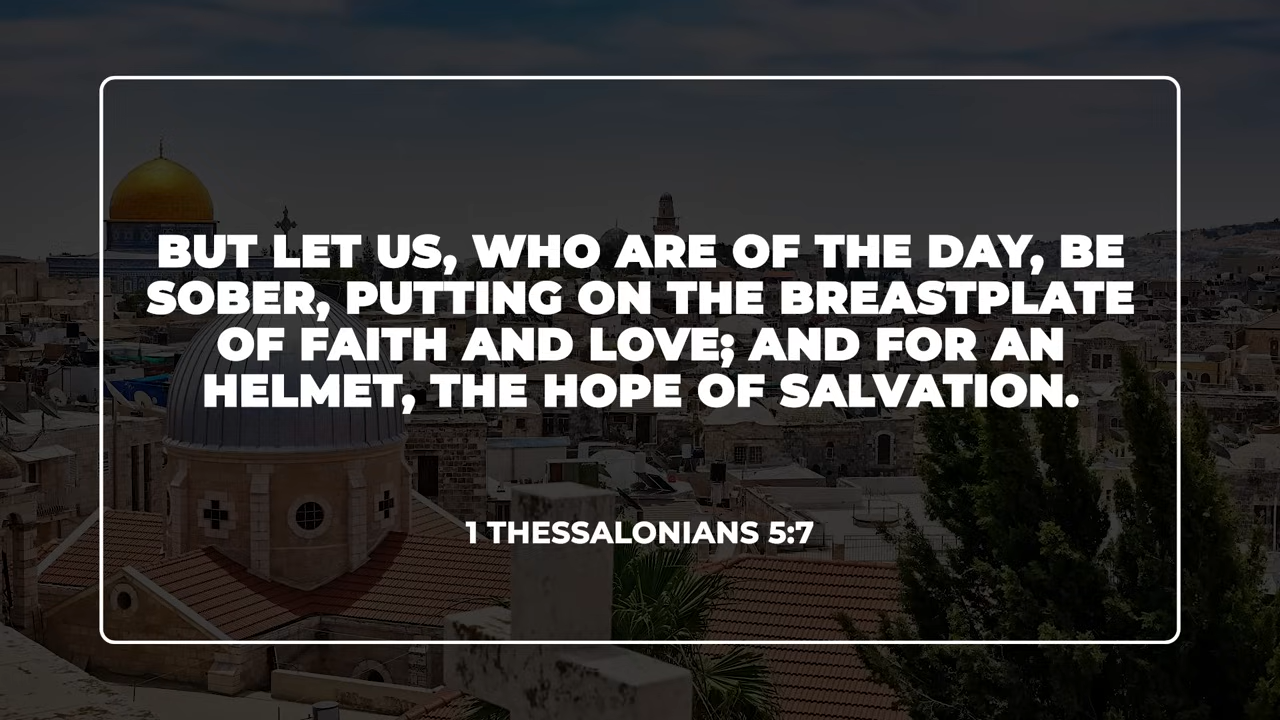 BUT LET US, WHO ARE OF THE DAY, BE
SOBER, PUTTING ON THE BREASTPLATE
OF FAITH AND LOVE; AND FOR AN
HELMET, THE HOPE OF SALVATION.
1 THESSALONIANS 5:7